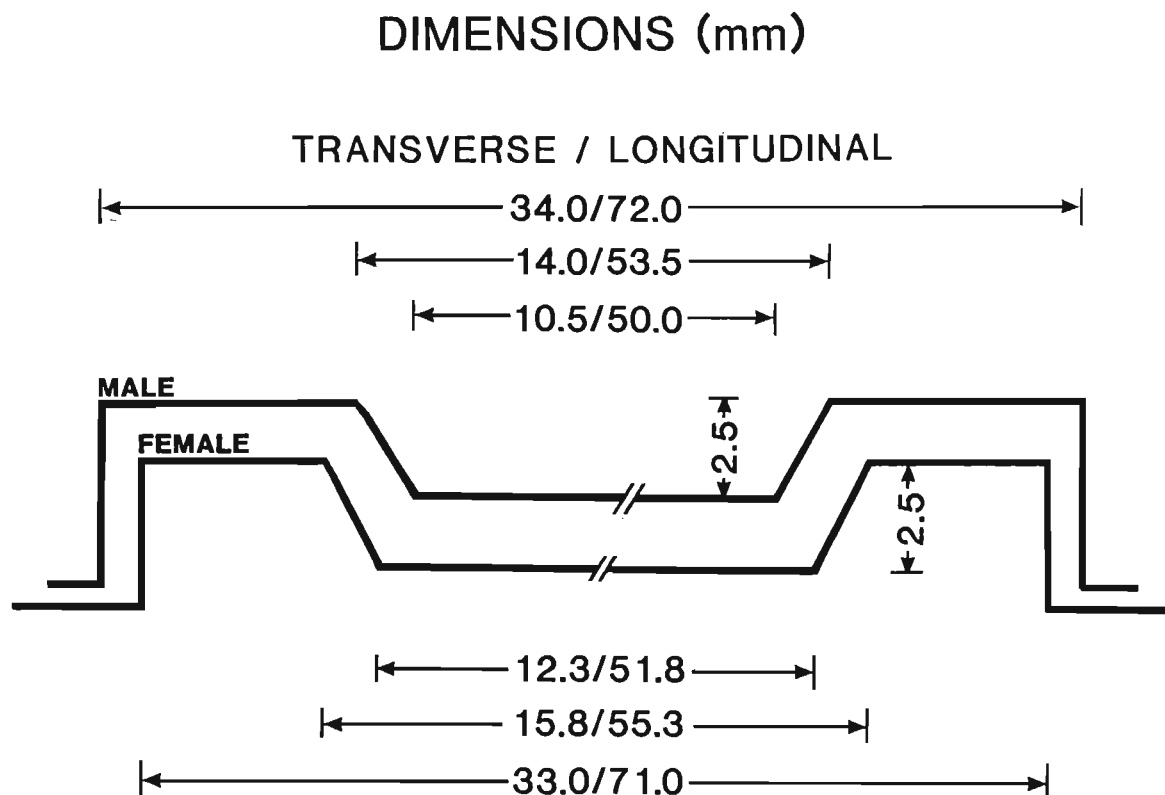 DIMENSIONS (mm)
TRANSVERSE / LONGITUDINAL
34.0/72.0
14.0/53.5
10.5/50.0
MALE
FEMALE
2.5
2.5
12.3/51.8
15.8/55.3
33.0/71.0